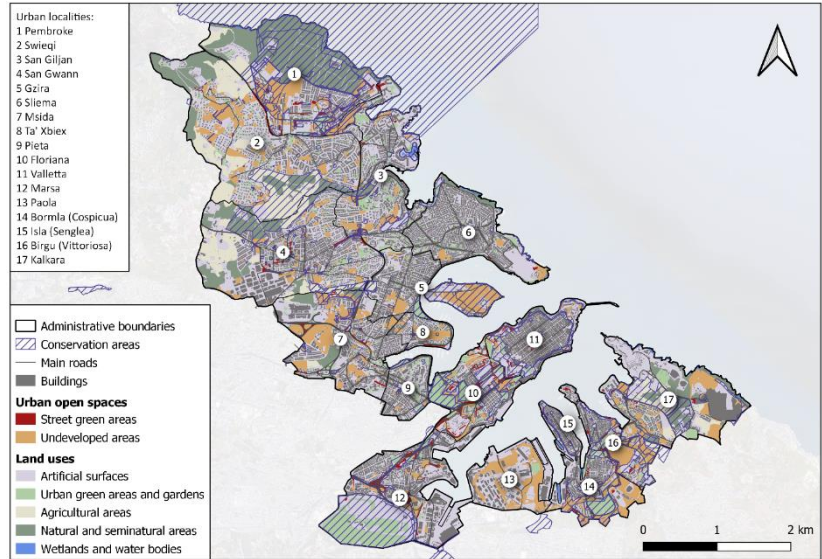 Urban localities:
1 Pembroke
2 Swieqi
3 San Giljan
4 San Gwann
5 Gzira
6 Sliema
7 Msida
8 Ta' Xbiex
9 Pieta
10 Floriana
11 Valletta
12 Marsa
13 Paola
14 Bormla (Cospicua)
15 Isla (Senglea)
16 Birgu (Vittoriosa)
17 Kalkara
1
2
3
4
5
6
7
8
9
10
11
12
13
14
15
16
17
Administrative boundaries
Conservation areas
Main roads
Buildings
Urban open spaces
Street green areas
Undeveloped areas
Land uses
Artificial surfaces
Urban green areas and gardens
Agricultural areas
Natural and seminatural areas
Wetlands and water bodies
0 1 2 km